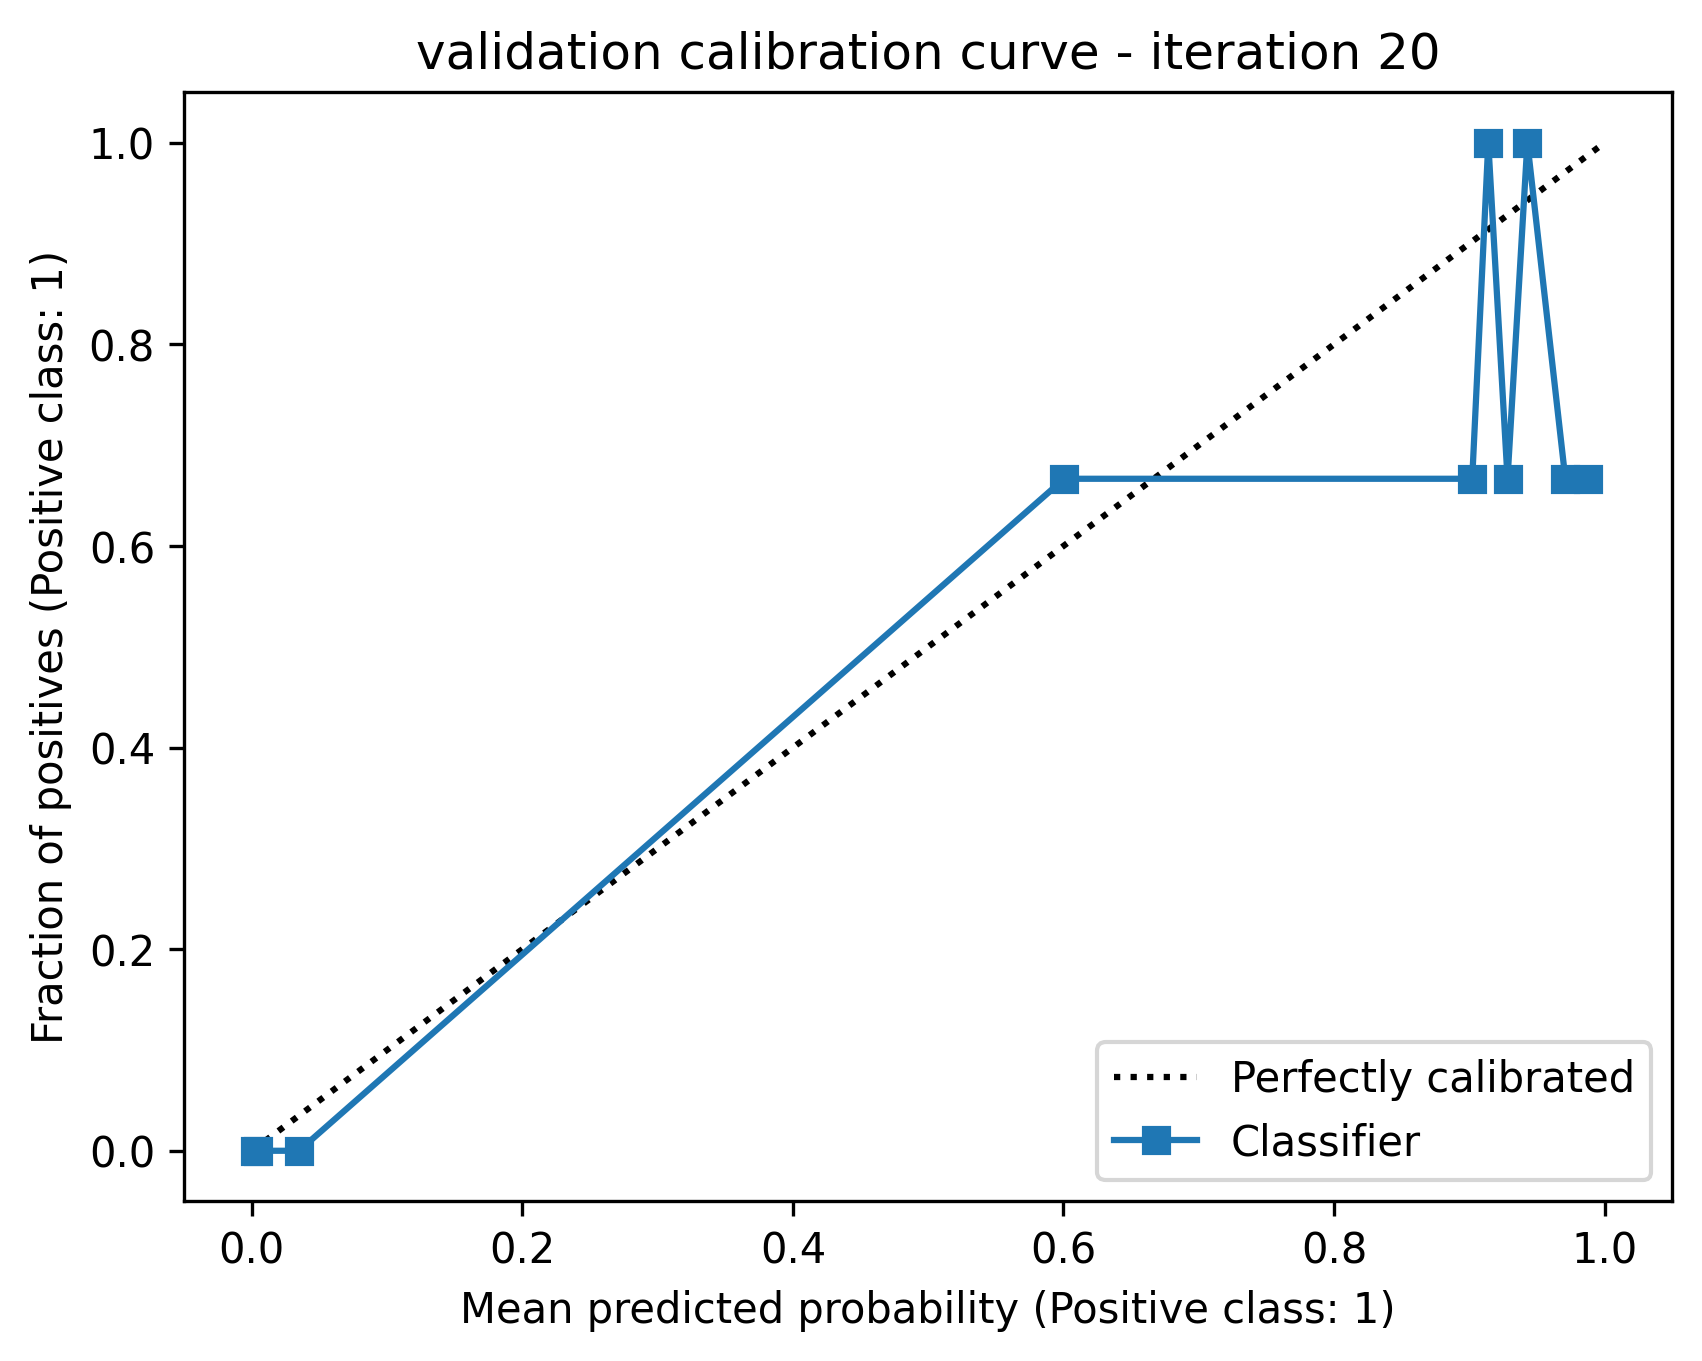 validation calibration curve - iteration 20
1.0
0.8
0.6
0.4
0.2
0.0
Fraction of positives (Positive class: 1)
Perfectly calibrated
Classifier
0.0 0.2 0.4 0.6 0.8 1.0
Mean predicted probability (Positive class: 1)